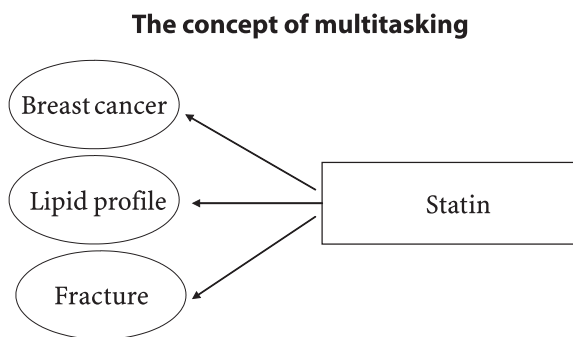 The concept of multitasking
Breast cancer
Lipid profile
Statin
Fracture